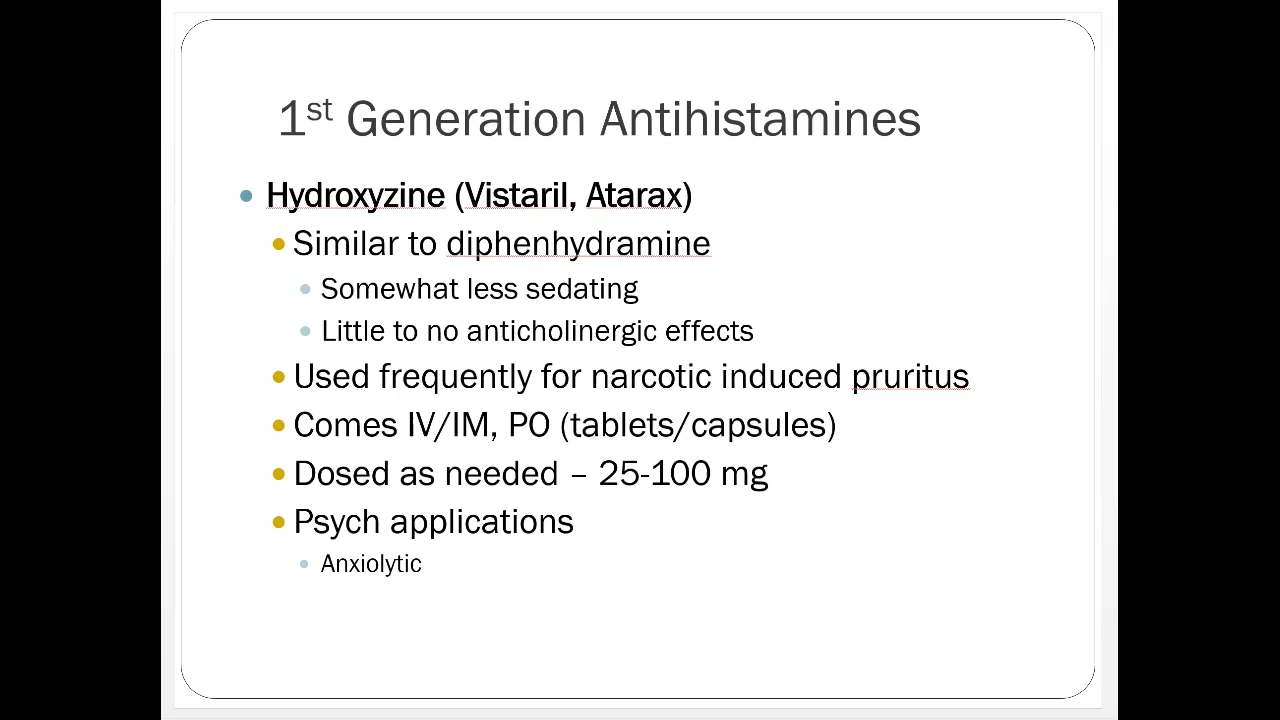 1st Generation Antihistamines
Hydroxyzine (Vistaril, Atarax)
Similar to diphenhydramine
Somewhat less sedating
Little to no anticholinergic effects
Used frequently for narcotic induced pruritus
Comes IV/IM, PO (tablets/capsules)
Dosed as needed – 25-100 mg
Psych applications
Anxiolytic